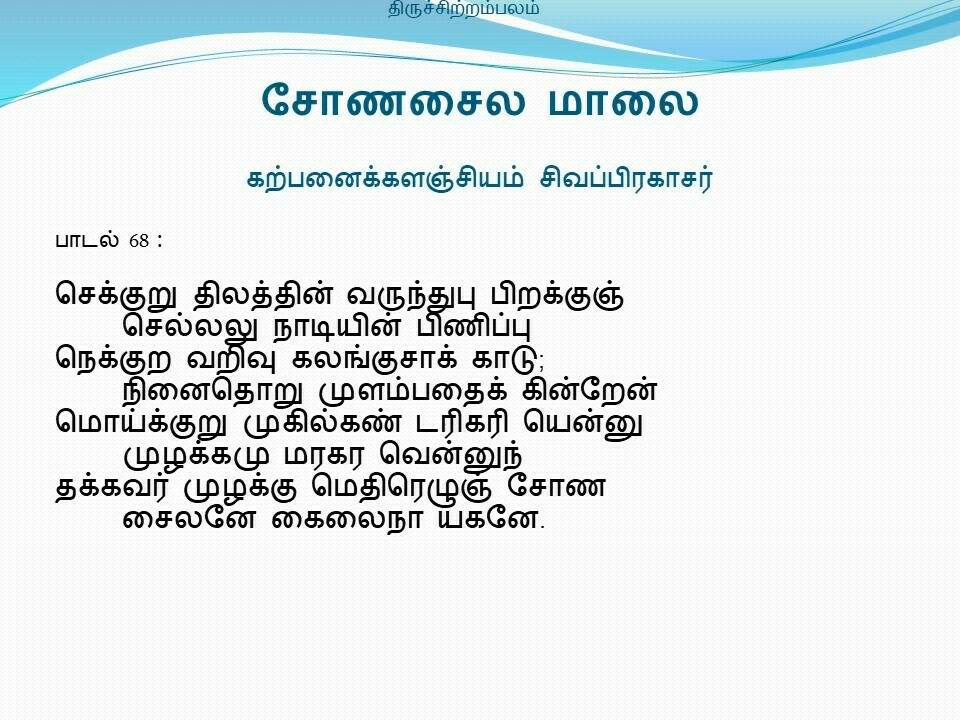 திருச்சிற்றம்பலம்
சோணசைல மாலை
கற்பனைக்களஞ்சியம் சிவப்பிரகாசர்
பாடல் 68 :
செக்குறு திலத்தின் வருந்துபு பிறக்குஞ்
செல்லலு நாடியின் பிணிப்பு
நெக்குற வறிவு கலங்குசாக் காடு;
நினைதொறு முளம்பதைக் கின்றேன்
மொய்க்குறு முகில்கண் டரிகரி யென்னு
முழக்கமு மரகர வென்னுந்
தக்கவர் முழக்கு மெதிரெழுஞ் சோண
சைலனே கைலைநா யகனே.